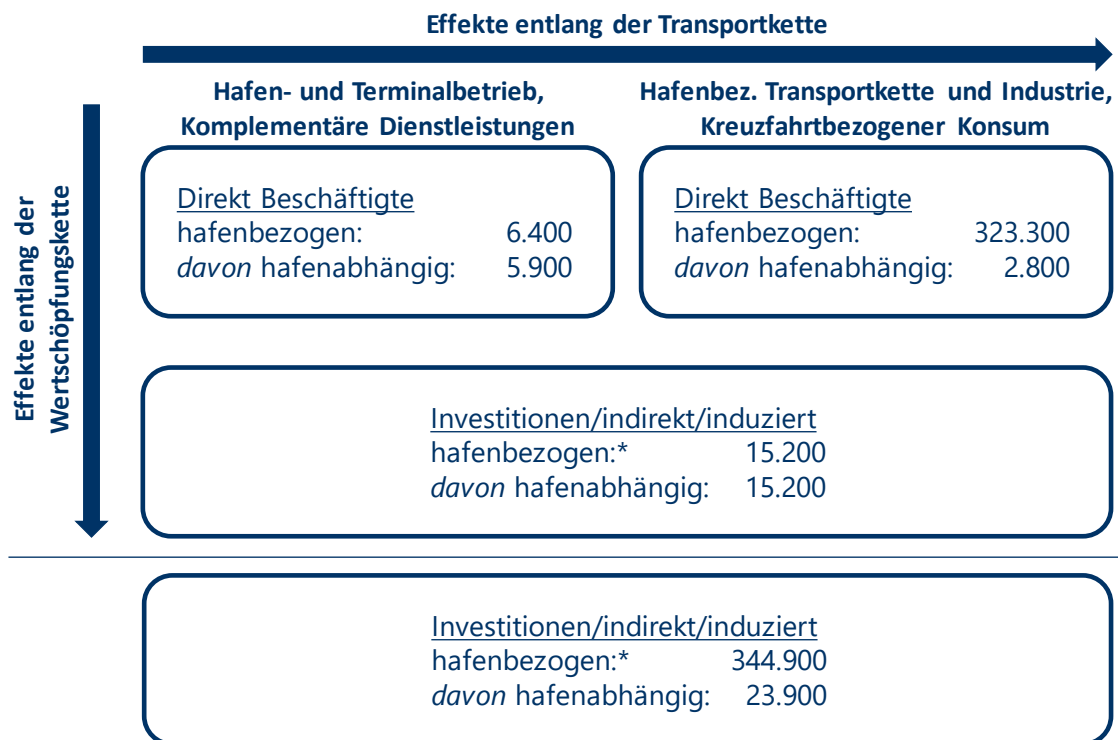 Effekte entlang der Transportkette
Hafen- und Terminalbetrieb,
Komplementäre Dienstleistungen
Hafenbez. Transportkette und Industrie,
Kreuzfahrtbezogener Konsum
Effekte entlang der
Wertschöpfungskette
Direkt Beschäftigte
hafenbezogen: 6.400
davon hafenabhängig: 5.900
Direkt Beschäftigte
hafenbezogen: 323.300
davon hafenabhängig: 2.800
Investitionen/indirekt/induziert
hafenbezogen:* 15.200
davon hafenabhängig: 15.200
Investitionen/indirekt/induziert
hafenbezogen:* 344.900
davon hafenabhängig: 23.900